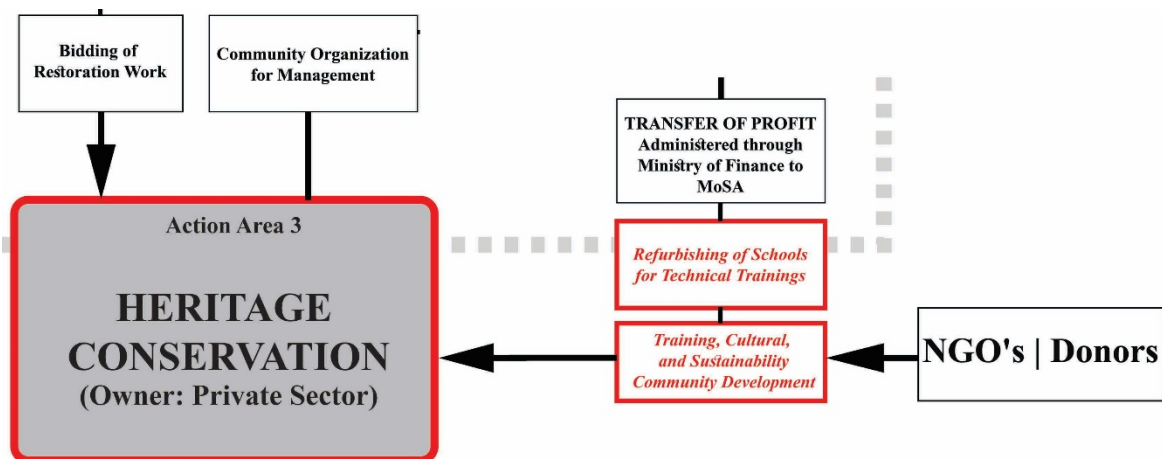 Bidding of
Restoration Work
Community Organization
for Management
TRANSFER OF PROFIT
Administered through
Ministry of Finance to
MoSA
Action Area 3
HERITAGE
CONSERVATION
(Owner: Private Sector)
Refurbishing of Schools
for Technical Trainings
Training, Cultural,
and Sustainability
Community Development
NGO's | Donors